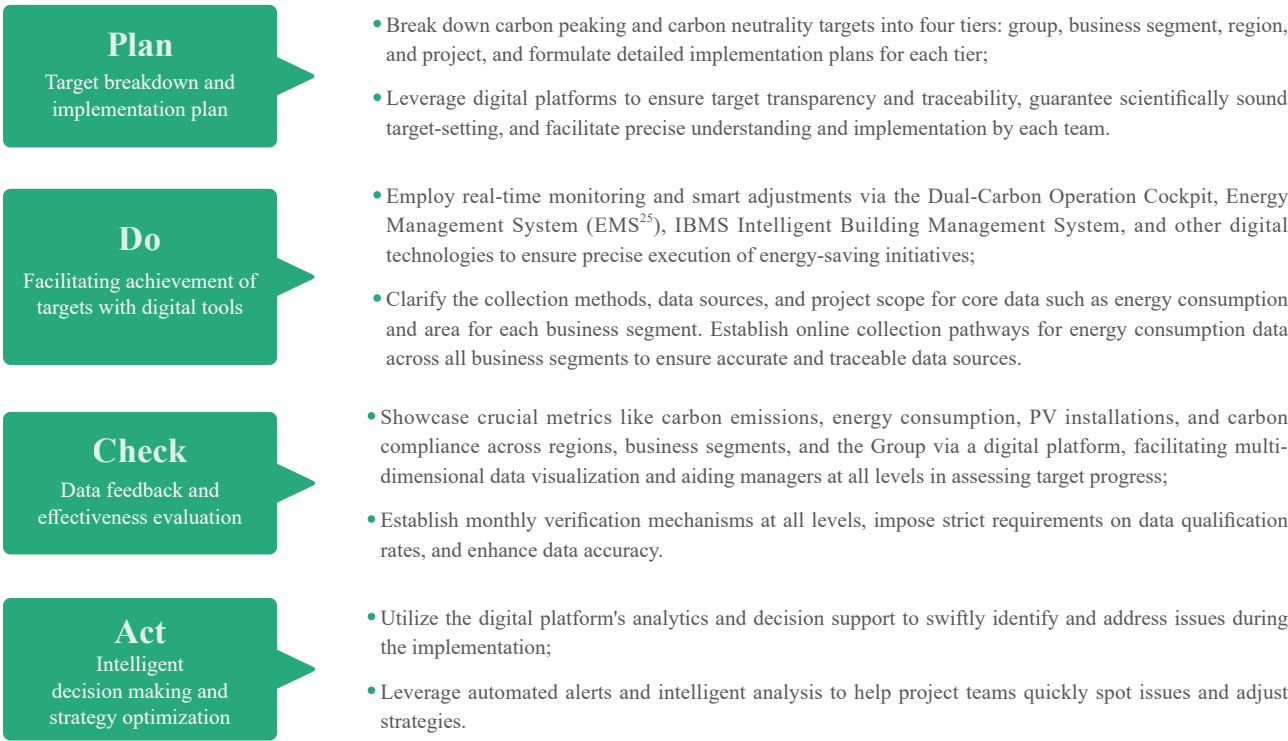 Plan
Target breakdown and
implementation plan
• Break down carbon peaking and carbon neutrality targets into four tiers: group, business segment, region,
and project, and formulate detailed implementation plans for each tier;
• Leverage digital platforms to ensure target transparency and traceability, guarantee scientifically sound
target-setting, and facilitate precise understanding and implementation by each team.
Do
Facilitating achievement of
targets with digital tools
• Employ real-time monitoring and smart adjustments via the Dual-Carbon Operation Cockpit, Energy
Management System (EMS25), IBMS Intelligent Building Management System, and other digital
technologies to ensure precise execution of energy-saving initiatives;
• Clarify the collection methods, data sources, and project scope for core data such as energy consumption
and area for each business segment. Establish online collection pathways for energy consumption data
across all business segments to ensure accurate and traceable data sources.
Check
Data feedback and
effectiveness evaluation
• Showcase crucial metrics like carbon emissions, energy consumption, PV installations, and carbon
compliance across regions, business segments, and the Group via a digital platform, facilitating multi-
dimensional data visualization and aiding managers at all levels in assessing target progress;
• Establish monthly verification mechanisms at all levels, impose strict requirements on data qualification
rates, and enhance data accuracy.
Act
Intelligent
decision making and
strategy optimization
• Utilize the digital platform's analytics and decision support to swiftly identify and address issues during
the implementation;
• Leverage automated alerts and intelligent analysis to help project teams quickly spot issues and adjust
strategies.